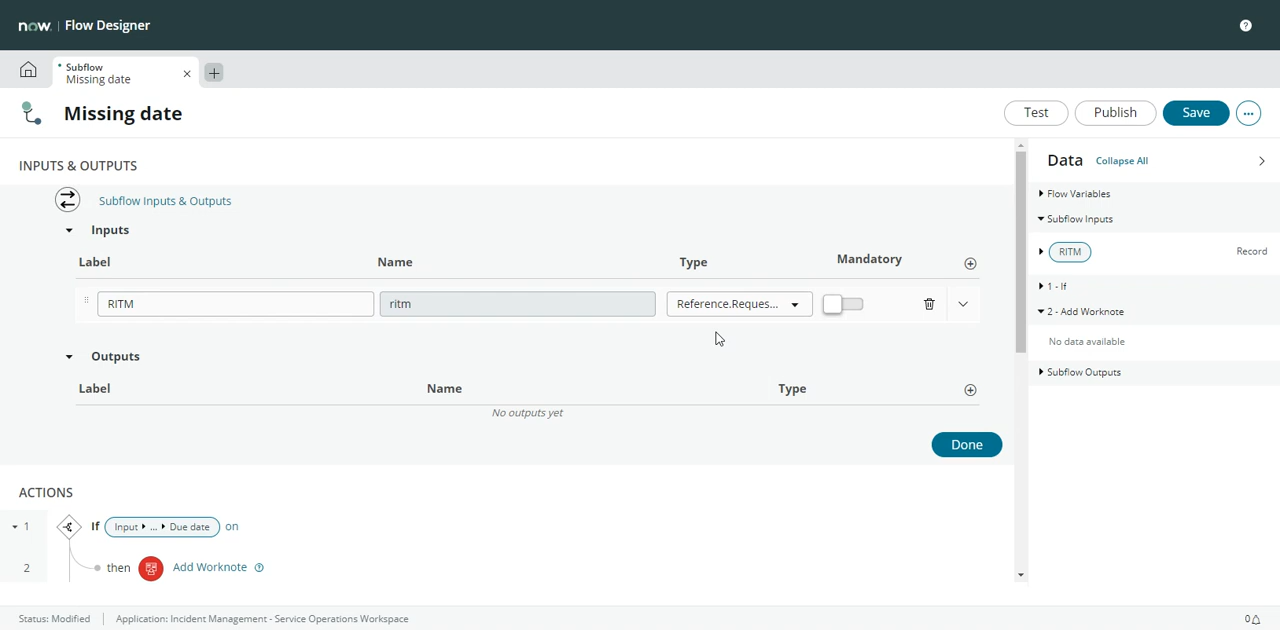 now. | Flow Designer
Subflow
Missing date
Missing date
Test
Publish
Save
INPUTS & OUTPUTS
Subflow Inputs & Outputs
Inputs
Label Name Type Mandatory
RITM ritm Reference.Reques...
Outputs
Label Name Type
No outputs yet
Done
ACTIONS
1 If Input ... Due date on
2 then Add Worknote
Data Collapse All
Flow Variables
Subflow Inputs
RITM Record
1 - If
2 - Add Worknote
No data available
Subflow Outputs
Status: Modified | Application: Incident Management - Service Operations Workspace
0